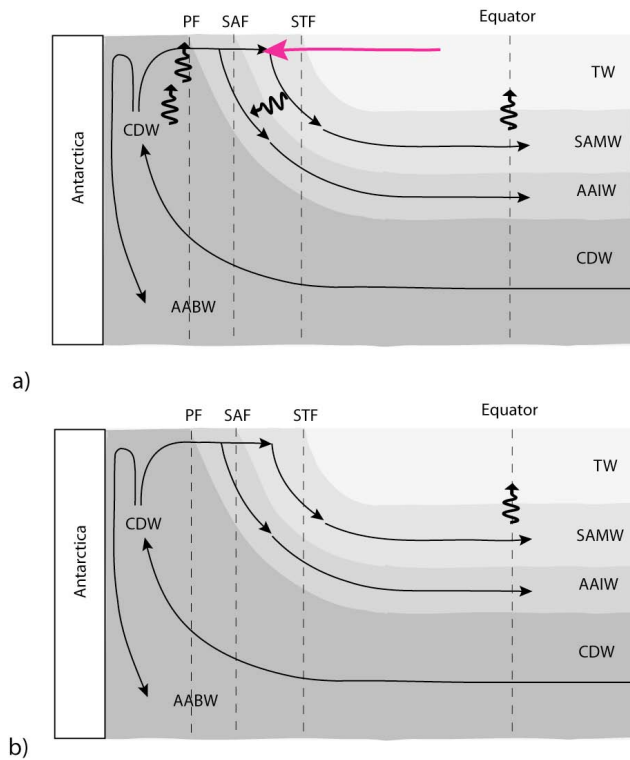 PF SAF STF Equator
TW
CDW
SAMW
Antarctica
AAIW
CDW
AABW
a)
PF SAF STF Equator
TW
CDW
SAMW
Antarctica
AAIW
CDW
AABW
b)